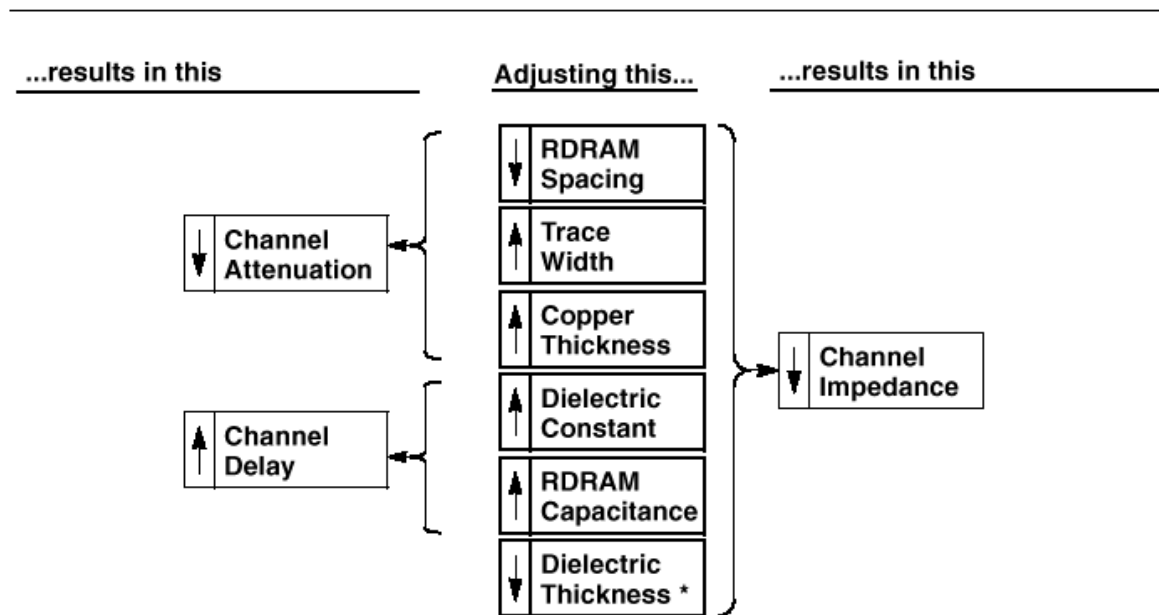 ...results in this
Adjusting this...
...results in this
RDRAM
Spacing
Trace
Width
Channel
Attenuation
Copper
Thickness
Channel
Impedance
Dielectric
Constant
Channel
Delay
RDRAM
Capacitance
Dielectric
Thickness *